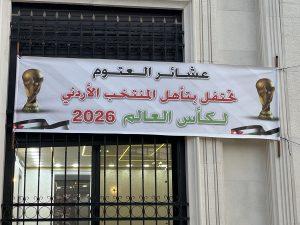 عشائر العتوم
تحتفل بتأهل المنتخب الأردني
لكأس العالم 2026